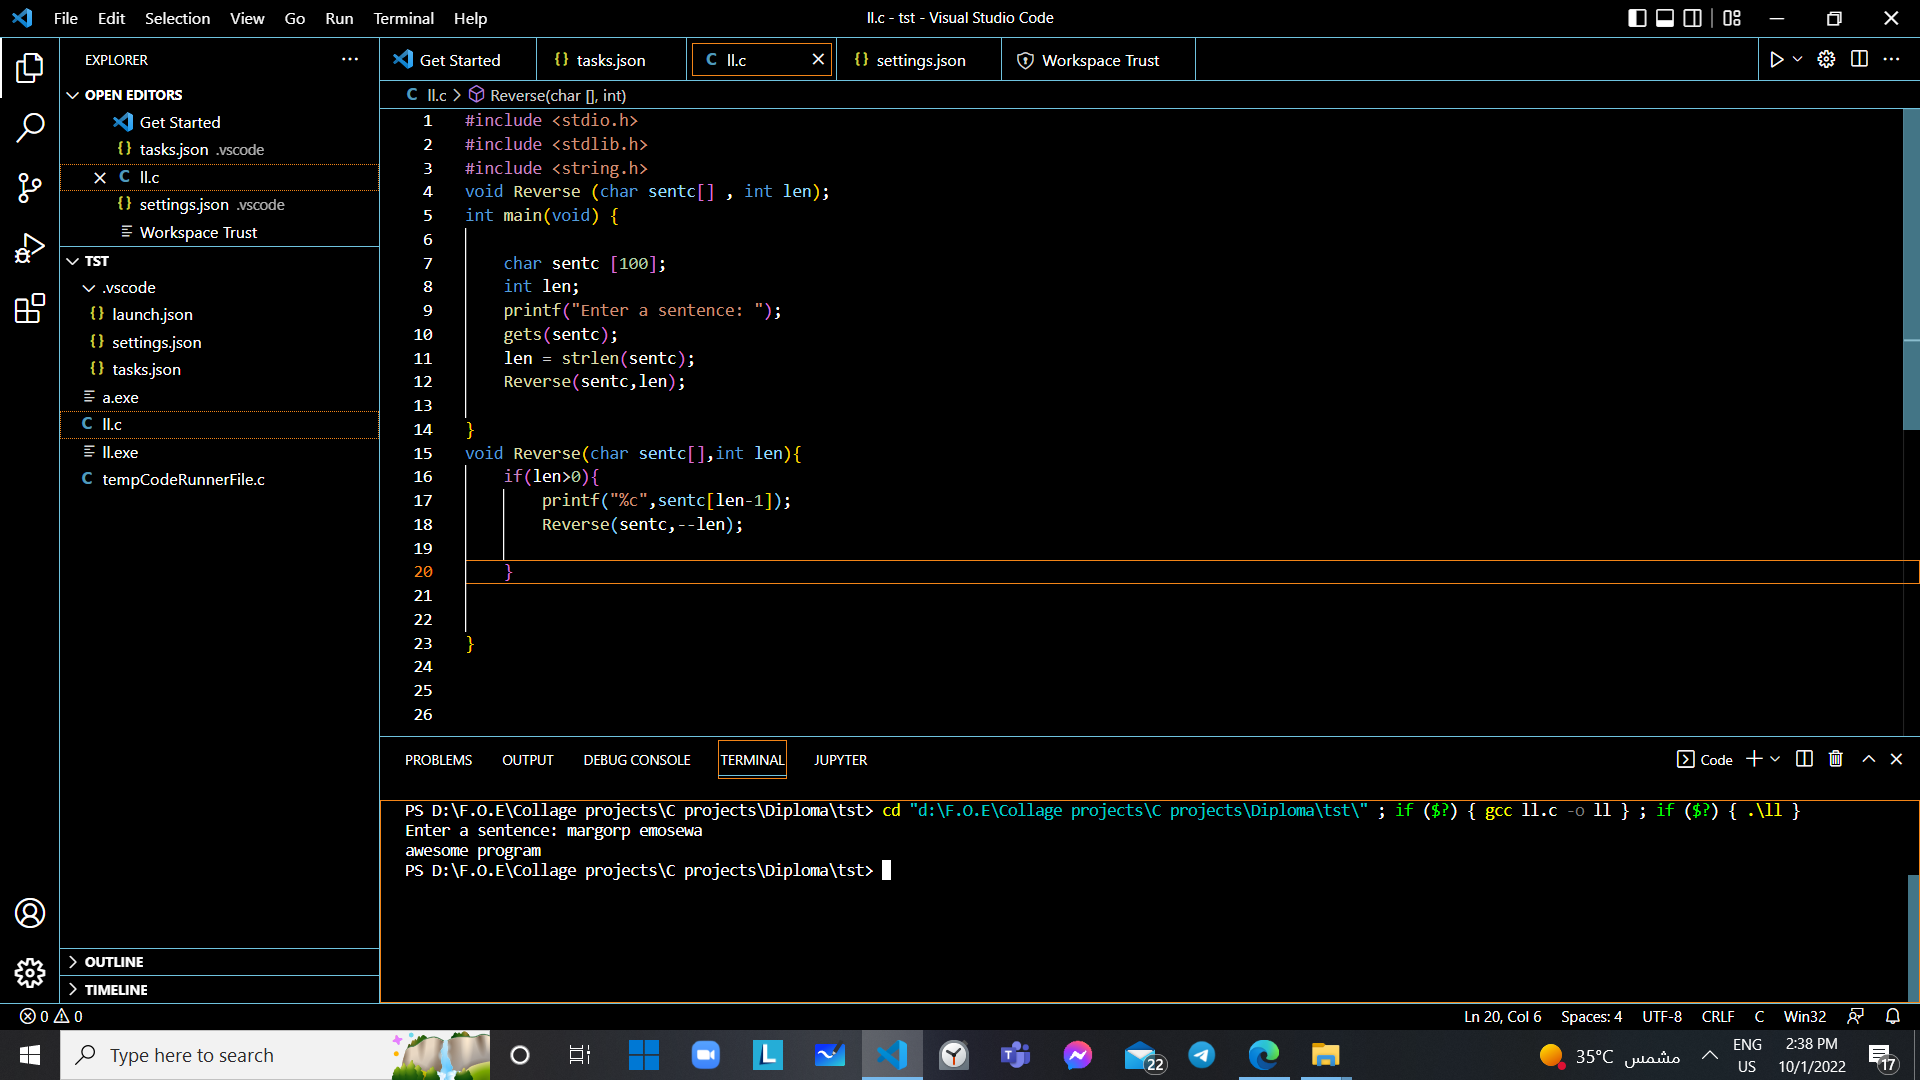 File Edit Selection View Go Run Terminal Help
ll.c - tst - Visual Studio Code
EXPLORER
OPEN EDITORS
Get Started
tasks.json .vscode
ll.c
settings.json .vscode
Workspace Trust
TST
.vscode
launch.json
settings.json
tasks.json
a.exe
ll.c
ll.exe
tempCodeRunnerFile.c
OUTLINE
TIMELINE
Get Started
tasks.json
ll.c
settings.json
Workspace Trust
C ll.c > Reverse(char [], int)
1 #include <stdio.h>
2 #include <stdlib.h>
3 #include <string.h>
4 void Reverse (char sentc[] , int len);
5 int main(void) {
6
7 char sentc [100];
8 int len;
9 printf("Enter a sentence: ");
10 gets(sentc);
11 len = strlen(sentc);
12 Reverse(sentc,len);
13
14 }
15 void Reverse(char sentc[],int len){
16 if(len>0){
17 printf("%c",sentc[len-1]);
18 Reverse(sentc,--len);
19
20 }
21
22
23 }
24
25
26
PROBLEMS OUTPUT DEBUG CONSOLE TERMINAL JUPYTER
Code
PS D:\F.O.E\Collage projects\C projects\Diploma\tst> cd "d:\F.O.E\Collage projects\C projects\Diploma\tst\" ; if ($?) { gcc ll.c -o ll } ; if ($?) { .\ll }
Enter a sentence: margorp emosewa
awesome program
PS D:\F.O.E\Collage projects\C projects\Diploma\tst>
0 0
Ln 20, Col 6 Spaces: 4 UTF-8 CRLF C Win32
Type here to search
L
22
35°C مشمس
ENG
US
2:38 PM
10/1/2022
17